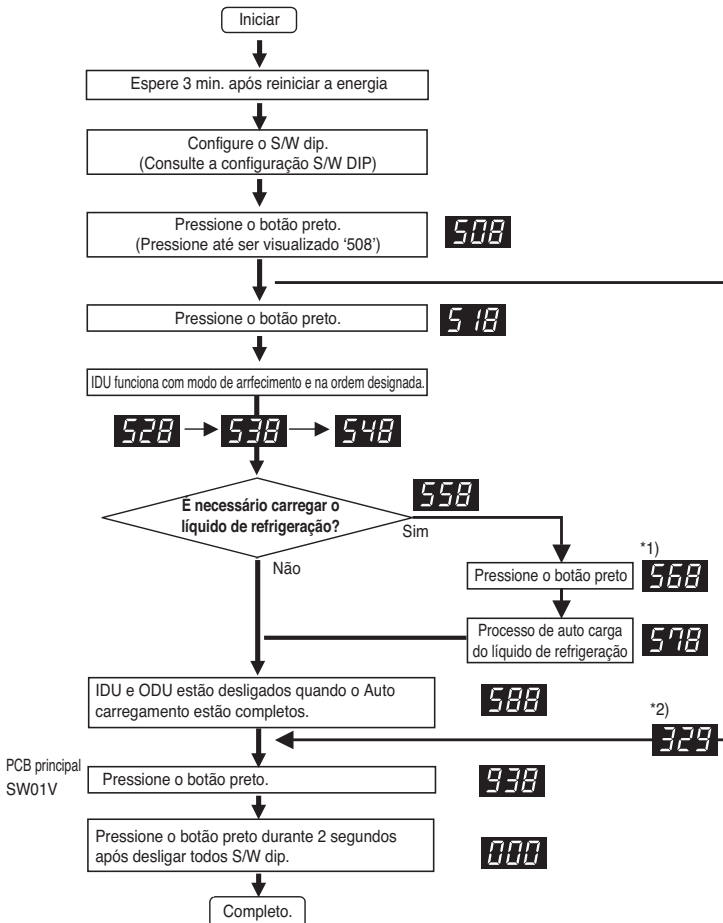 Iniciar
Espere 3 min. após reiniciar a energia
Configure o S/W dip.
(Consulte a configuração S/W DIP)
Pressione o botão preto.
(Pressione até ser visualizado ‘508’)
508
Pressione o botão preto.
518
IDU funciona com modo de arrfecimento e na ordem designada.
528
538
548
558
É necessário carregar o
líquido de refrigeração?
Sim
Não
*1)
Pressione o botão preto
568
Processo de auto carga
do líquido de refrigeração
578
IDU e ODU estão desligados quando o Auto
carregamento estão completos.
588
*2)
329
PCB principal
SW01V
Pressione o botão preto.
938
Pressione o botão preto durante 2 segundos
após desligar todos S/W dip.
000
Completo.